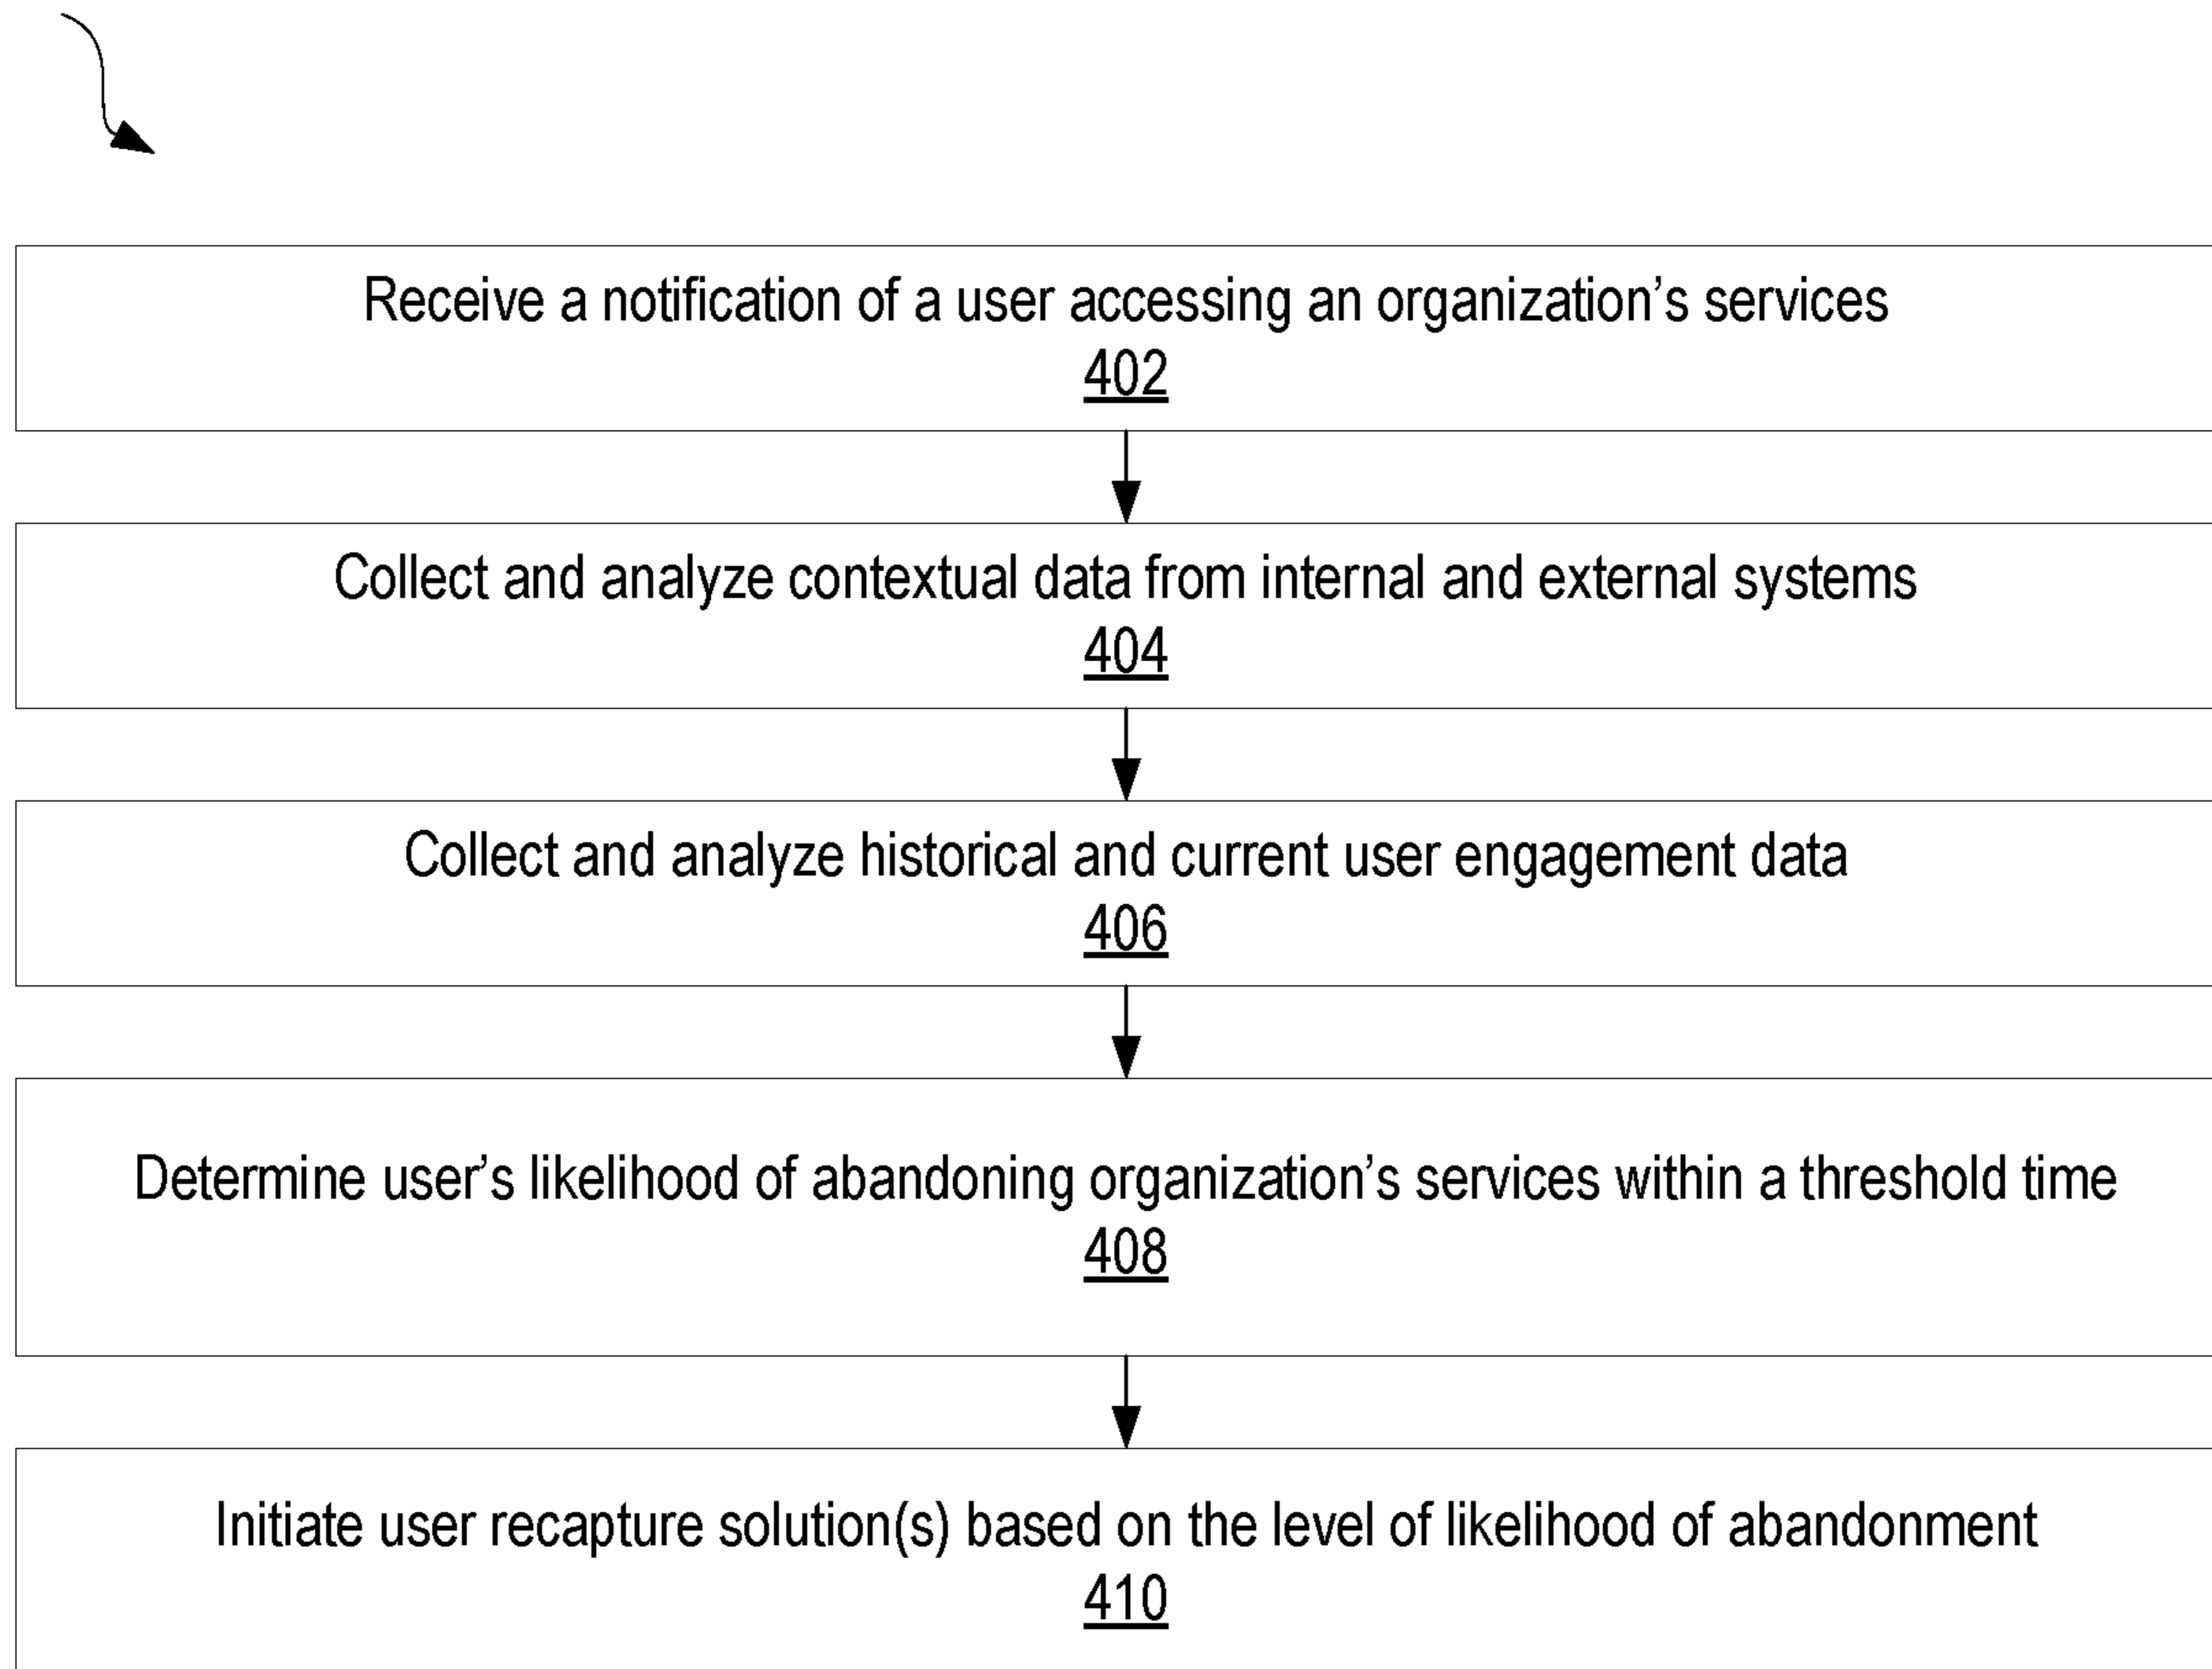 Receive a notification of a user accessing an organization’s services
402
Collect and analyze contextual data from internal and external systems
404
Collect and analyze historical and current user engagement data
406
Determine user’s likelihood of abandoning organization’s services within a threshold time
408
Initiate user recapture solution(s) based on the level of likelihood of abandonment
410